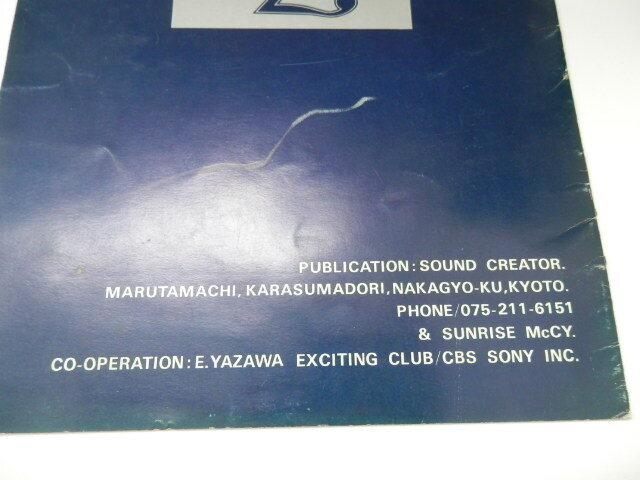 PUBLICATION: SOUND CREATOR.
MARUTAMACHI, KARASUMADORI, NAKAGYO-KU, KYOTO.
PHONE/075-211-6151
& SUNRISE McCY.
CO-OPERATION: E.YAZAWA EXCITING CLUB/CBS SONY INC.